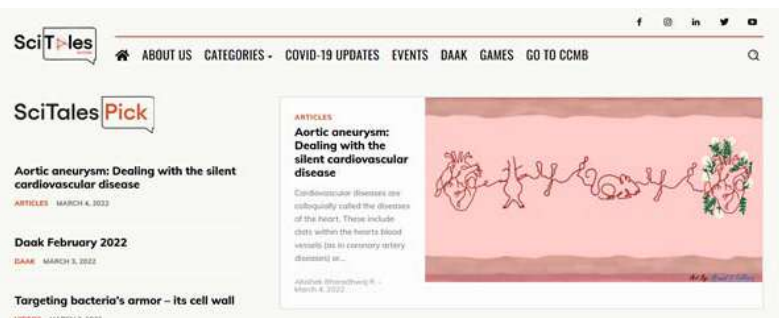 SciTales
ABOUT US CATEGORIES COVID-19 UPDATES EVENTS DAAK GAMES GO TO CCMB
SciTales Pick
Aortic aneurysm: Dealing with the silent
cardiovascular disease
ARTICLES MARCH 4, 2022
Daak February 2022
DAAK MARCH 3, 2022
Targeting bacteria's armor – its cell wall
ARTICLES
Aortic aneurysm:
Dealing with the
silent cardiovascular
disease
Cardiovascular diseases are
colloquially called the diseases
of the heart. These include
clots within the hearts blood
vessels (as in coronary artery
diseases) or...
March 4, 2022
Art By: